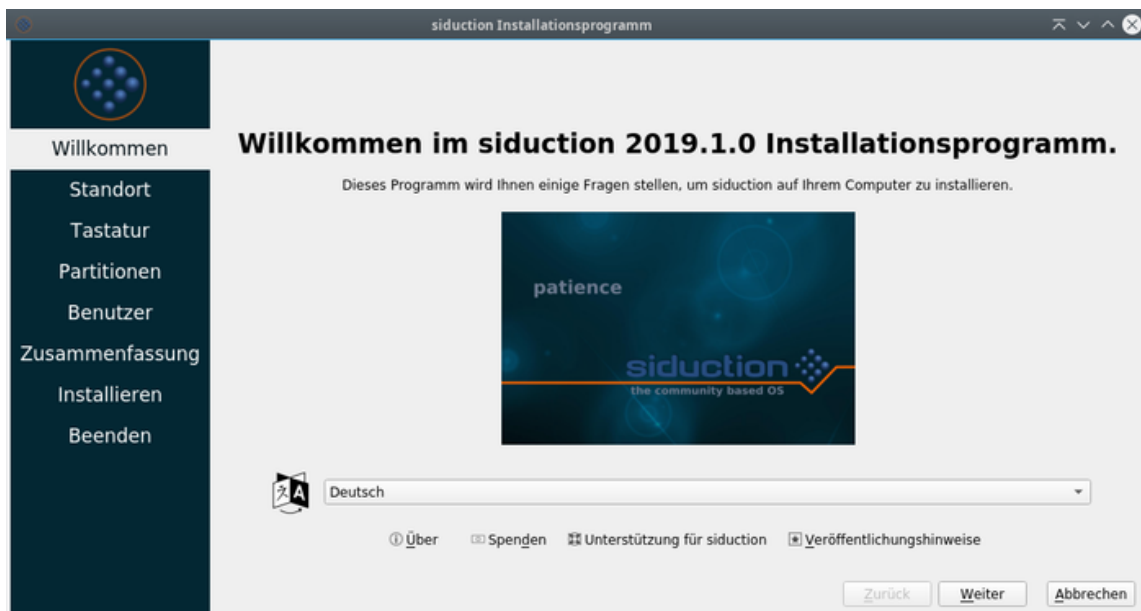 siduction Installationsprogramm
Willkommen
Standort
Tastatur
Partitionen
Benutzer
Zusammenfassung
Installieren
Beenden
Willkommen im siduction 2019.1.0 Installationsprogramm.
Dieses Programm wird Ihnen einige Fragen stellen, um siduction auf Ihrem Computer zu installieren.
patience
siduction
the community based OS
Deutsch
Über Spenden Unterstützung für siduction Veröffentlichungshinweise
Zurück Weiter Abbrechen